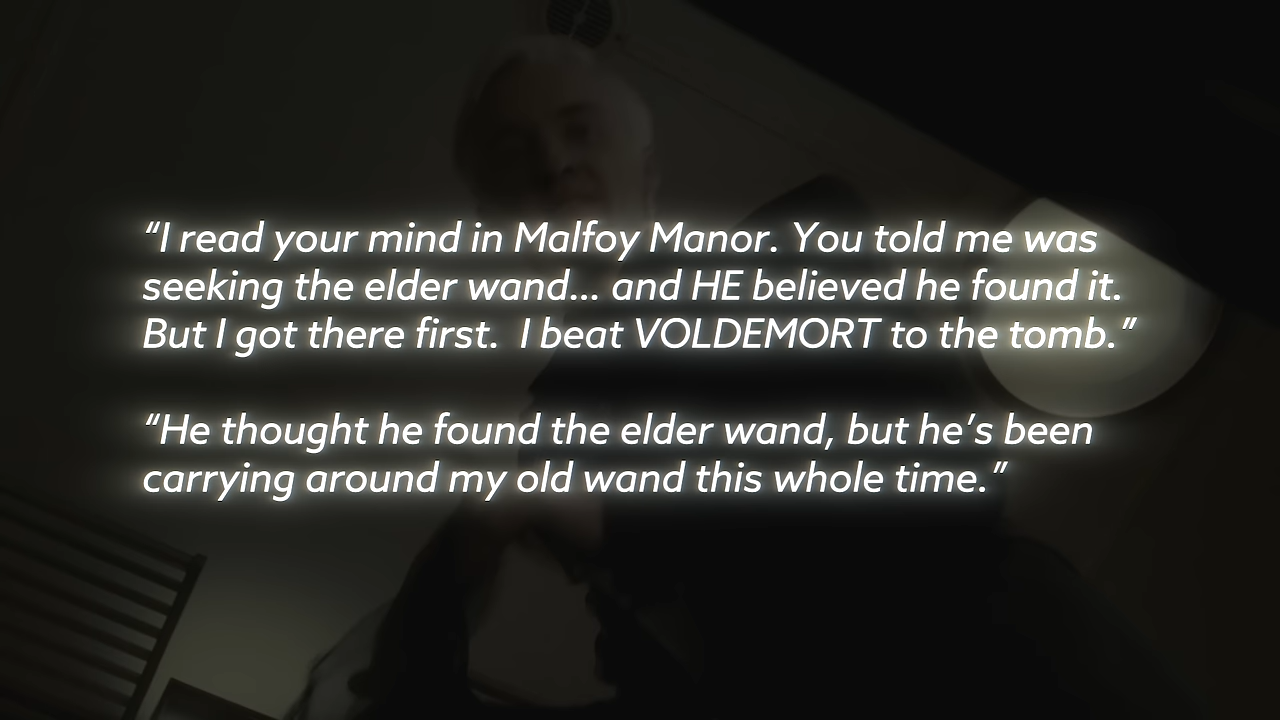 “I read your mind in Malfoy Manor. You told me was
seeking the elder wand... and HE believed he found it.
But I got there first.  I beat VOLDEMORT to the tomb.”
“He thought he found the elder wand, but he’s been
carrying around my old wand this whole time.”